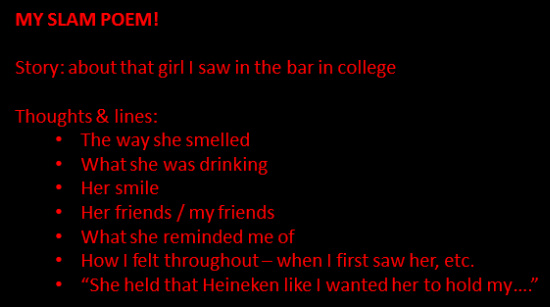 MY SLAM POEM!
Story: about that girl I saw in the bar in college
Thoughts & lines:
• The way she smelled
• What she was drinking
• Her smile
• Her friends / my friends
• What she reminded me of
• How I felt throughout – when I first saw her, etc.
• “She held that Heineken like I wanted her to hold my....”